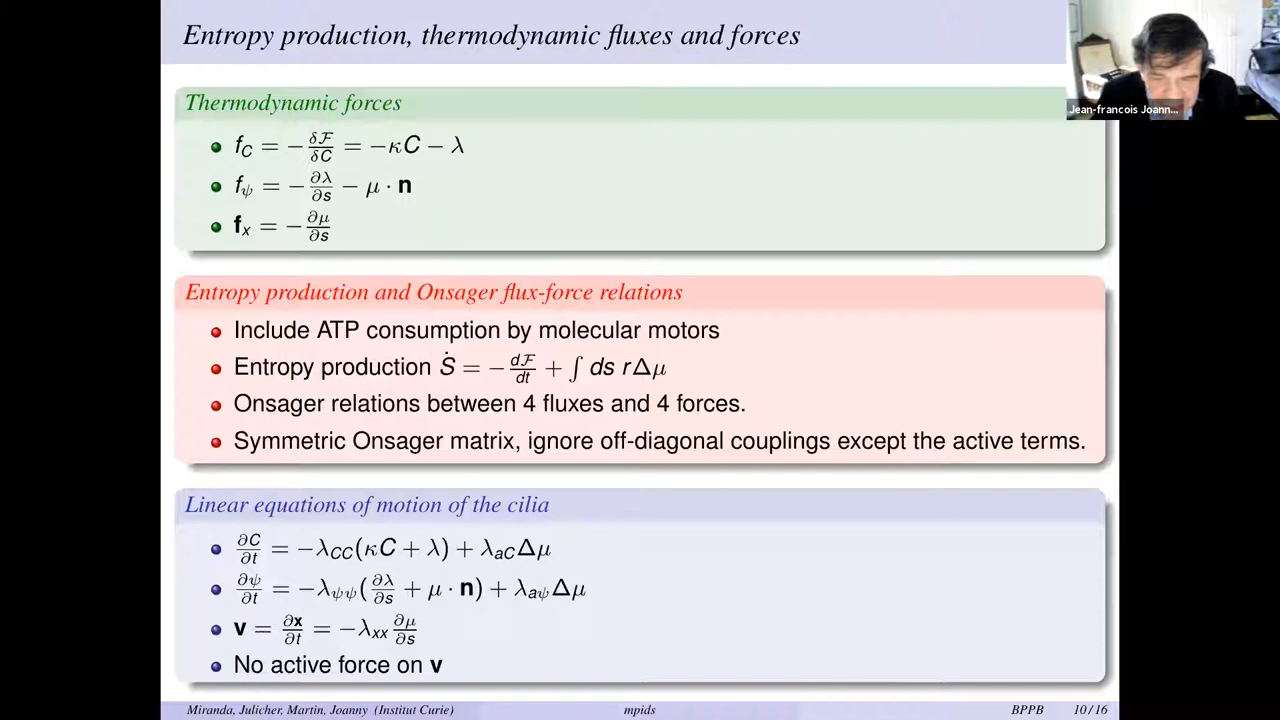 Entropy production, thermodynamic fluxes and forces
Jean-francois Joann...
Thermodynamic forces
f_C = −δℱ/δC = −κC − λ
f_ψ = −∂λ/∂s − μ · n
f_x = −∂μ/∂s
Entropy production and Onsager flux-force relations
Include ATP consumption by molecular motors
Entropy production Ṡ = −dℱ/dt + ∫ ds rΔμ
Onsager relations between 4 fluxes and 4 forces.
Symmetric Onsager matrix, ignore off-diagonal couplings except the active terms.
Linear equations of motion of the cilia
∂C/∂t = −λ_CC(κC + λ) + λ_aCΔμ
∂ψ/∂t = −λ_ψψ(∂λ/∂s + μ · n) + λ_aψΔμ
v = ∂x/∂t = −λ_xx ∂μ/∂s
No active force on v
Miranda, Julicher, Martin, Joanny (Institut Curie) mpids BPPB 10/16